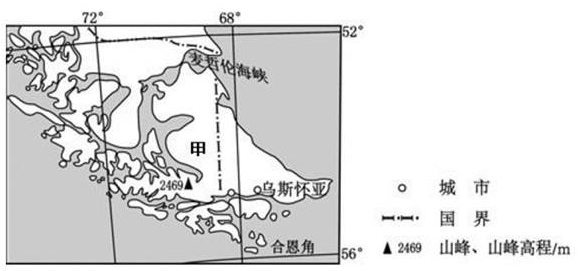 72° 68°
52°
麦哲伦海峡
甲
2469
乌斯怀亚
合恩角
56°
城市
国界
2469 山峰、山峰高程/m